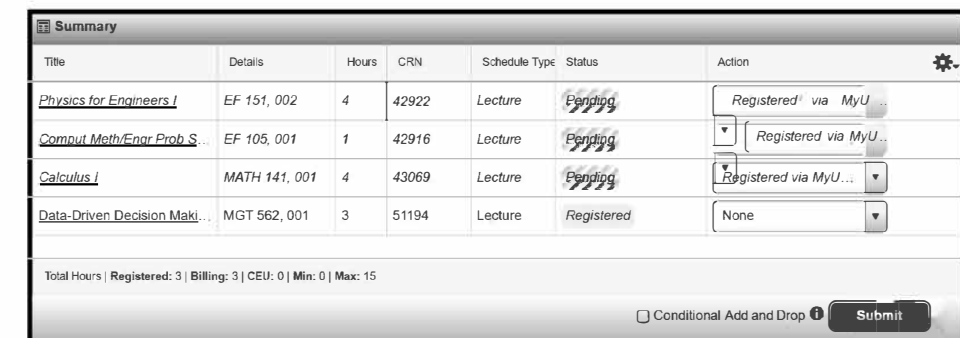 Summary
Title Details Hours CRN Schedule Type Status Action
Physics for Engineers I EF 151, 002 4 42922 Lecture Pending Registered via MyU...
Comput Meth/Engr Prob S... EF 105, 001 1 42916 Lecture Pending Registered via MyU...
Calculus I MATH 141, 001 4 43069 Lecture Pending Registered via MyU...
Data-Driven Decision Maki... MGT 562, 001 3 51194 Lecture Registered None
Total Hours | Registered: 3 | Billing: 3 | CEU: 0 | Min: 0 | Max: 15
Conditional Add and Drop Submit